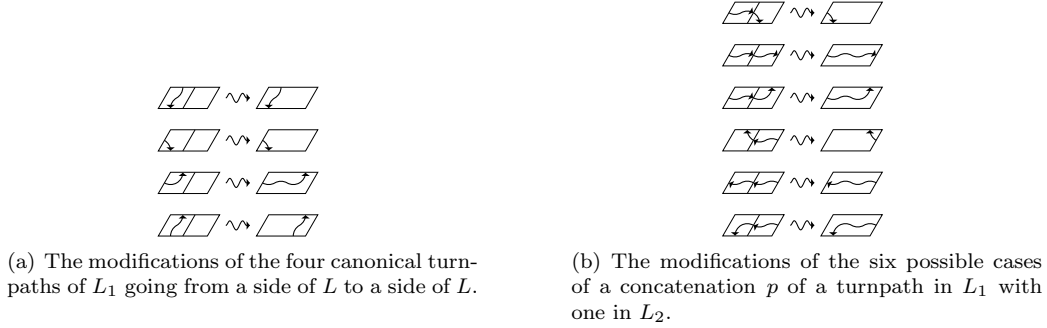 (a) The modifications of the four canonical turn-
paths of L1 going from a side of L to a side of L.
(b) The modifications of the six possible cases
of a concatenation p of a turnpath in L1 with
one in L2.